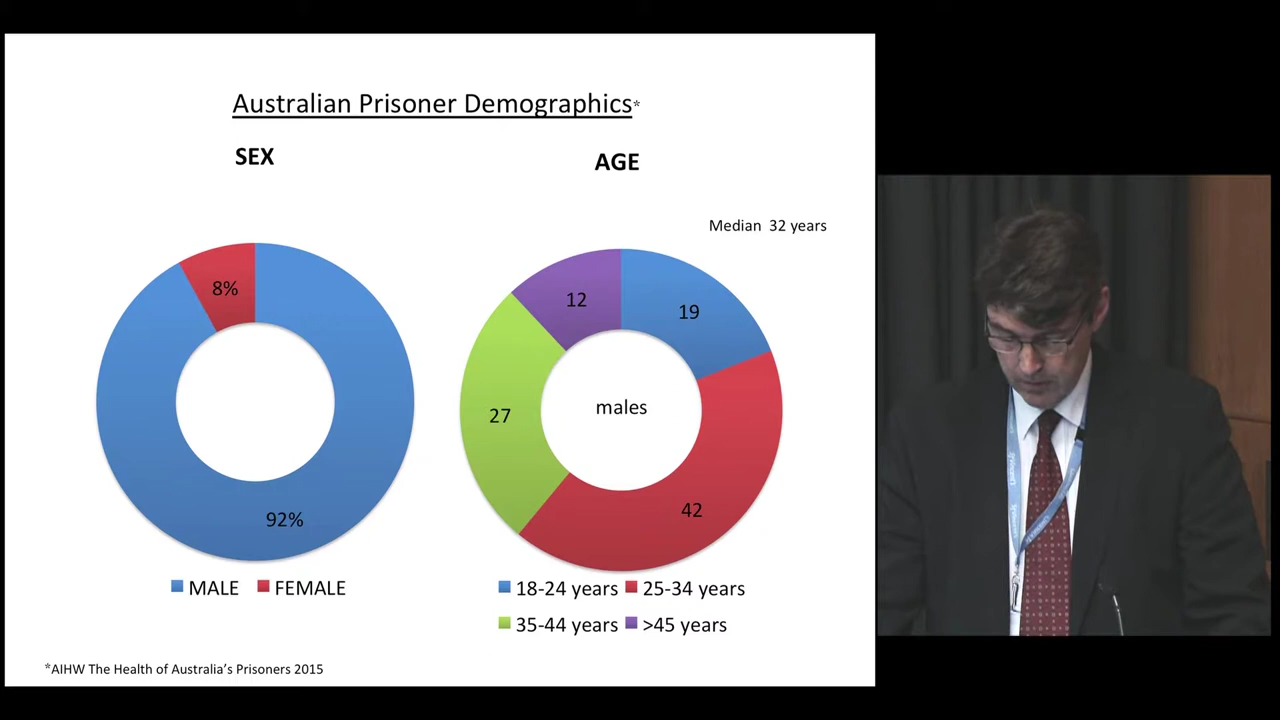 Australian Prisoner Demographics*
SEX
AGE
Median 32 years
8%
92%
12
19
27
males
42
MALE FEMALE
18-24 years 25-34 years
35-44 years >45 years
*AIHW The Health of Australia's Prisoners 2015